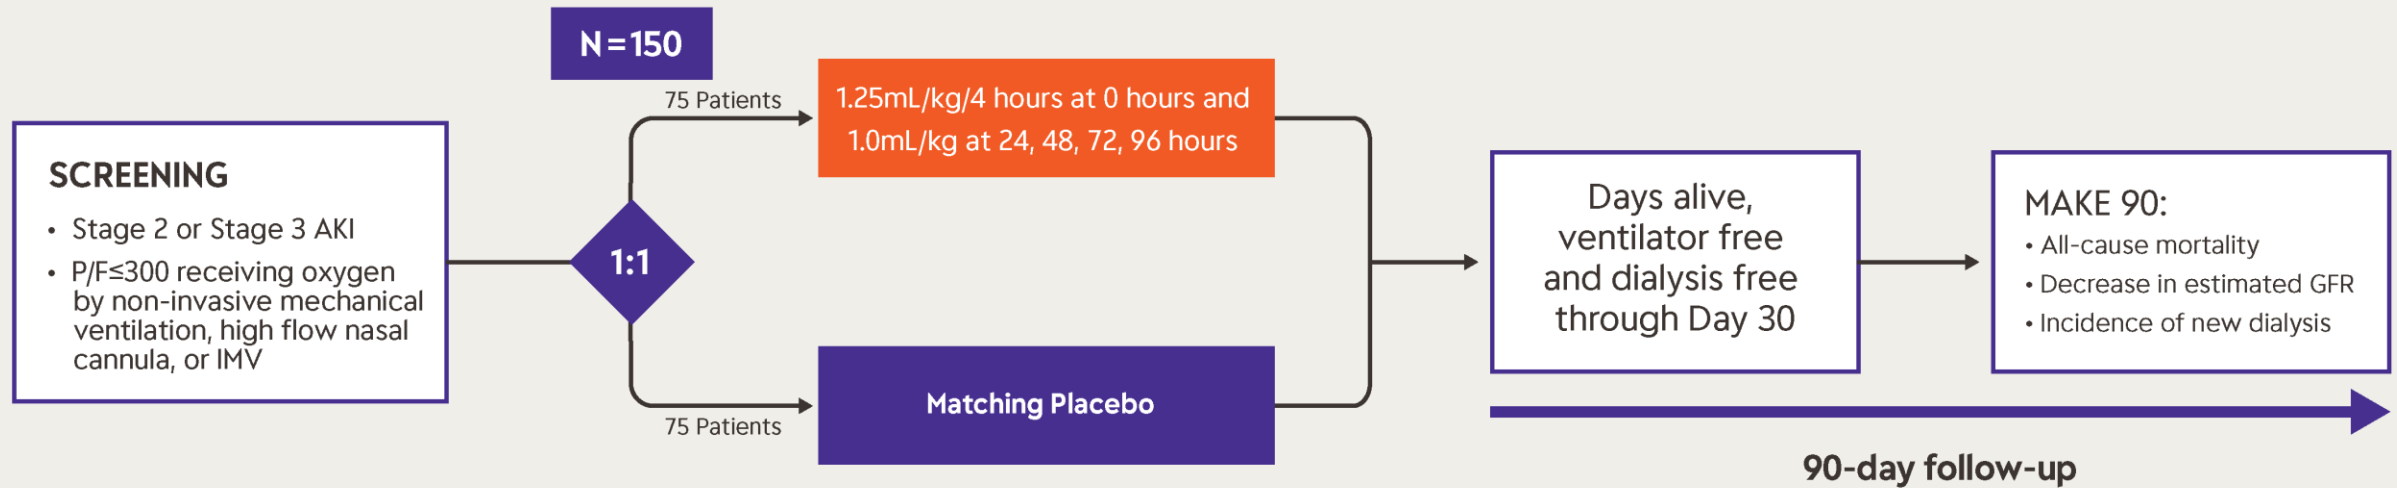 N=150
SCREENING
• Stage 2 or Stage 3 AKI
• P/F≤300 receiving oxygen
by non-invasive mechanical
ventilation, high flow nasal
cannula, or IMV
1:1
75 Patients
1.25mL/kg/4 hours at 0 hours and
1.0mL/kg at 24, 48, 72, 96 hours
75 Patients
Matching Placebo
Days alive,
ventilator free
and dialysis free
through Day 30
MAKE 90:
• All-cause mortality
• Decrease in estimated GFR
• Incidence of new dialysis
90-day follow-up